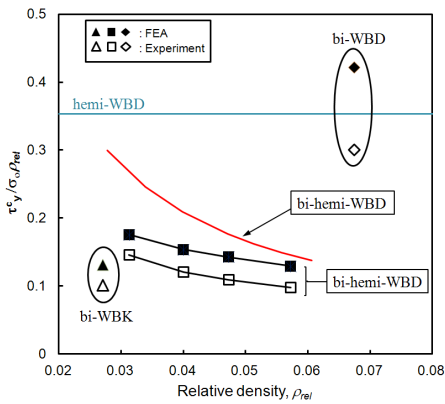 : FEA
: Experiment
bi-WBD
hemi-WBD
bi-hemi-WBD
bi-hemi-WBD
bi-WBK
0.5
0.4
0.3
0.2
0.1
0
0.02 0.03 0.04 0.05 0.06 0.07 0.08
Relative density, ρrel
τᶜy/σₒρrel